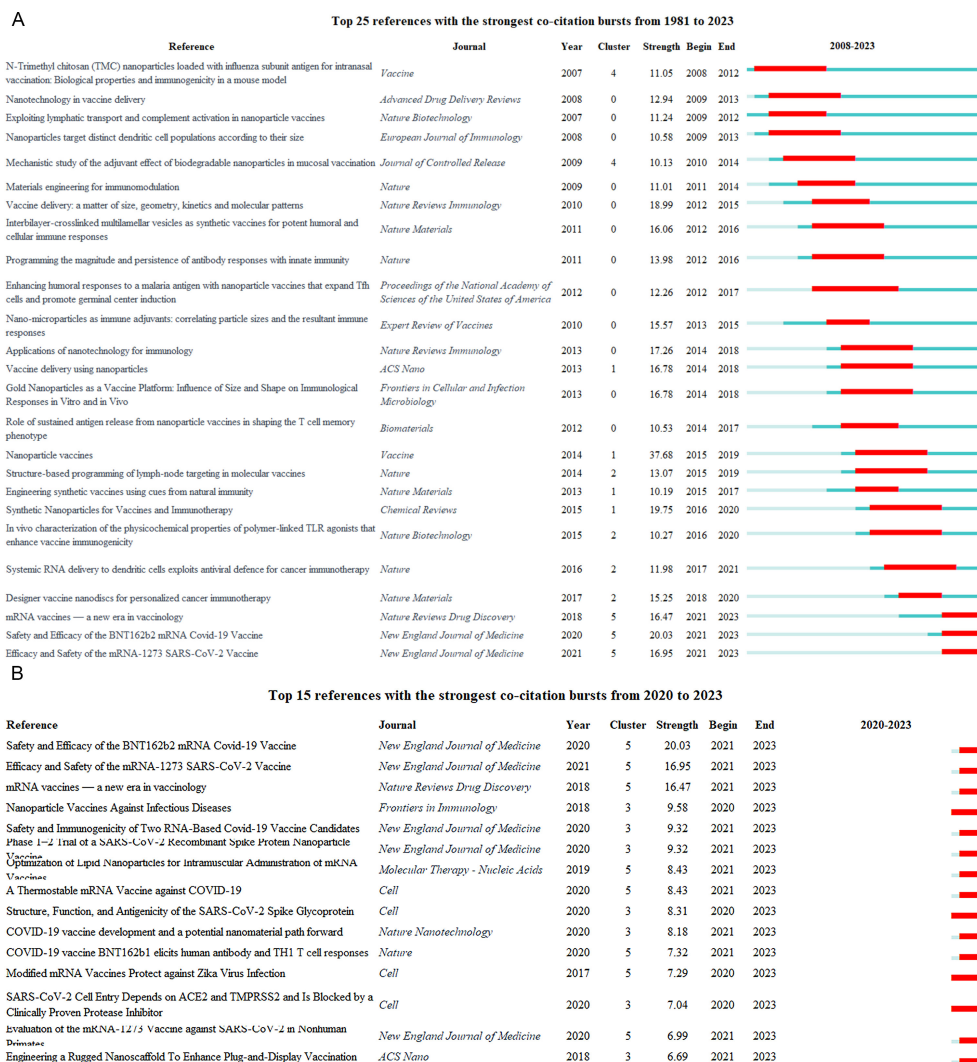 A
Top 25 references with the strongest co-citation bursts from 1981 to 2023
Reference Journal Year Cluster Strength Begin End 2008-2023
N-Trimethyl chitosan (TMC) nanoparticles loaded with influenza subunit antigen for intranasal
vaccination: Biological properties and immunogenicity in a mouse model
Vaccine 2007 4 11.05 2008 2012
Nanotechnology in vaccine delivery Advanced Drug Delivery Reviews 2008 0 12.94 2009 2013
Exploiting lymphatic transport and complement activation in nanoparticle vaccines Nature Biotechnology 2007 0 11.24 2009 2012
Nanoparticles target distinct dendritic cell populations according to their size European Journal of Immunology 2008 0 10.58 2009 2013
Mechanistic study of the adjuvant effect of biodegradable nanoparticles in mucosal vaccination Journal of Controlled Release 2009 4 10.13 2010 2014
Materials engineering for immunomodulation Nature 2009 0 11.01 2011 2014
Vaccine delivery: a matter of size, geometry, kinetics and molecular patterns Nature Reviews Immunology 2010 0 18.99 2012 2015
Interbilayer-crosslinked multilamellar vesicles as synthetic vaccines for potent humoral and
cellular immune responses
Nature Materials 2011 0 16.06 2012 2016
Programming the magnitude and persistence of antibody responses with innate immunity Nature 2011 0 13.98 2012 2016
Enhancing humoral responses to a malaria antigen with nanoparticle vaccines that expand Tfh
cells and promote germinal center induction
Proceedings of the National Academy of
Sciences of the United States of America
2012 0 12.26 2012 2017
Nano-microparticles as immune adjuvants: correlating particle sizes and the resultant immune
responses
Expert Review of Vaccines 2010 0 15.57 2013 2015
Applications of nanotechnology for immunology Nature Reviews Immunology 2013 0 17.26 2014 2018
Vaccine delivery using nanoparticles ACS Nano 2013 1 16.78 2014 2018
Gold Nanoparticles as a Vaccine Platform: Influence of Size and Shape on Immunological
Responses in Vitro and in Vivo
Frontiers in Cellular and Infection
Microbiology
2013 0 16.78 2014 2018
Role of sustained antigen release from nanoparticle vaccines in shaping the T cell memory
phenotype
Biomaterials 2012 0 10.53 2014 2017
Nanoparticle vaccines Vaccine 2014 1 37.68 2015 2019
Structure-based programming of lymph-node targeting in molecular vaccines Nature 2014 2 13.07 2015 2019
Engineering synthetic vaccines using cues from natural immunity Nature Materials 2013 1 10.19 2015 2017
Synthetic Nanoparticles for Vaccines and Immunotherapy Chemical Reviews 2015 1 19.75 2016 2020
In vivo characterization of the physicochemical properties of polymer-linked TLR agonists that
enhance vaccine immunogenicity
Nature Biotechnology 2015 2 10.27 2016 2020
Systemic RNA delivery to dendritic cells exploits antiviral defence for cancer immunotherapy Nature 2016 2 11.98 2017 2021
Designer vaccine nanodiscs for personalized cancer immunotherapy Nature Materials 2017 2 15.25 2018 2020
mRNA vaccines — a new era in vaccinology Nature Reviews Drug Discovery 2018 5 16.47 2021 2023
Safety and Efficacy of the BNT162b2 mRNA Covid-19 Vaccine New England Journal of Medicine 2020 5 20.03 2021 2023
Efficacy and Safety of the mRNA-1273 SARS-CoV-2 Vaccine New England Journal of Medicine 2021 5 16.95 2021 2023
B
Top 15 references with the strongest co-citation bursts from 2020 to 2023
Reference Journal Year Cluster Strength Begin End 2020-2023
Safety and Efficacy of the BNT162b2 mRNA Covid-19 Vaccine New England Journal of Medicine 2020 5 20.03 2021 2023
Efficacy and Safety of the mRNA-1273 SARS-CoV-2 Vaccine New England Journal of Medicine 2021 5 16.95 2021 2023
mRNA vaccines — a new era in vaccinology Nature Reviews Drug Discovery 2018 5 16.47 2021 2023
Nanoparticle Vaccines Against Infectious Diseases Frontiers in Immunology 2018 3 9.58 2020 2023
Safety and Immunogenicity of Two RNA-Based Covid-19 Vaccine Candidates New England Journal of Medicine 2020 3 9.32 2021 2023
Phase 1–2 Trial of a SARS-CoV-2 Recombinant Spike Protein Nanoparticle
Vaccine
New England Journal of Medicine 2020 3 9.32 2021 2023
Optimization of Lipid Nanoparticles for Intramuscular Administration of mRNA
Vaccines
Molecular Therapy - Nucleic Acids 2019 5 8.43 2021 2023
A Thermostable mRNA Vaccine against COVID-19 Cell 2020 5 8.43 2021 2023
Structure, Function, and Antigenicity of the SARS-CoV-2 Spike Glycoprotein Cell 2020 3 8.31 2020 2023
COVID-19 vaccine development and a potential nanomaterial path forward Nature Nanotechnology 2020 3 8.18 2021 2023
COVID-19 vaccine BNT162b1 elicits human antibody and TH1 T cell responses Nature 2020 5 7.32 2021 2023
Modified mRNA Vaccines Protect against Zika Virus Infection Cell 2017 5 7.29 2020 2023
SARS-CoV-2 Cell Entry Depends on ACE2 and TMPRSS2 and Is Blocked by a
Clinically Proven Protease Inhibitor
Cell 2020 3 7.04 2020 2023
Evaluation of the mRNA-1273 Vaccine against SARS-CoV-2 in Nonhuman
Primates
New England Journal of Medicine 2020 5 6.99 2021 2023
Engineering a Rugged Nanoscaffold To Enhance Plug-and-Display Vaccination ACS Nano 2018 3 6.69 2021 2023